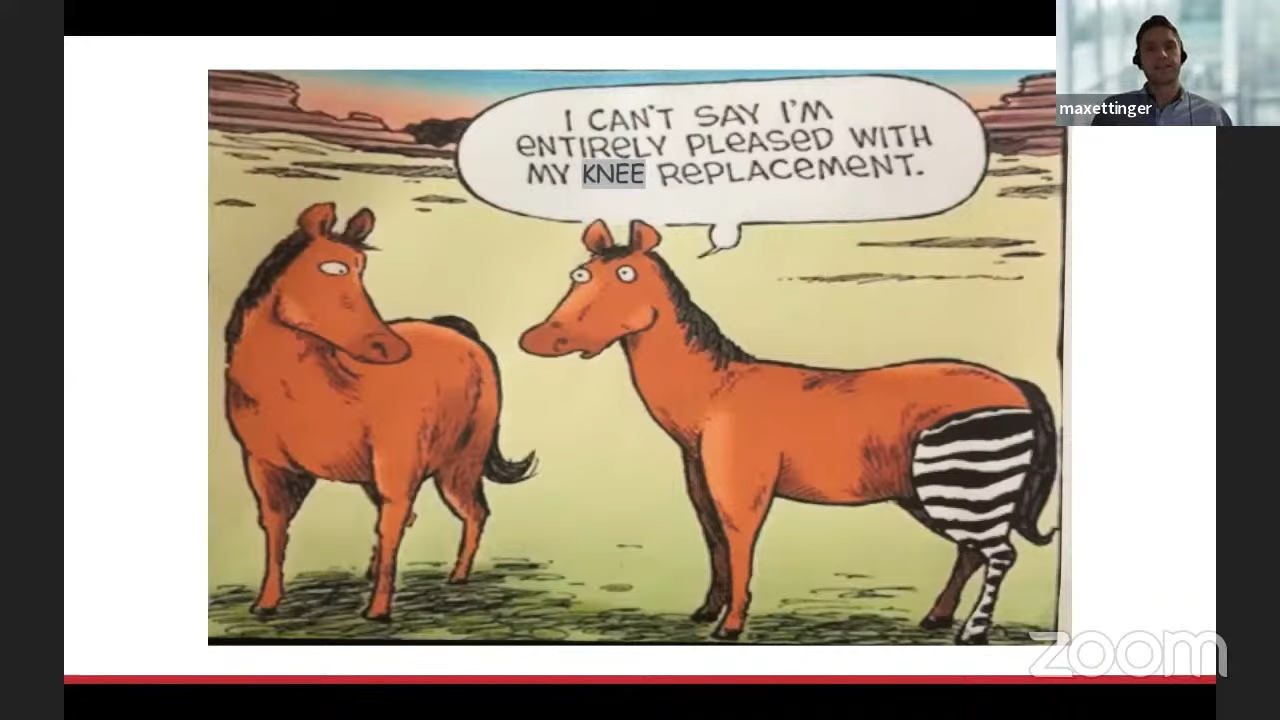 I CAN'T SAY I'M
ENTIRELY PLEASED WITH
MY KNEE REPLACEMENT.
maxettinger
zoom